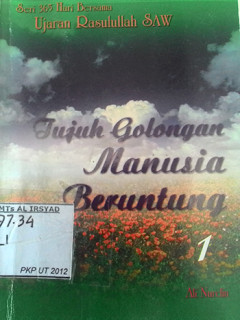 Seri 365 Hari Bersama
Ujaran Rasulullah SAW
Tujuh Golongan
Manusia
Beruntung
1
MTs AL IRSYAD
97.34
PKP UT 2012